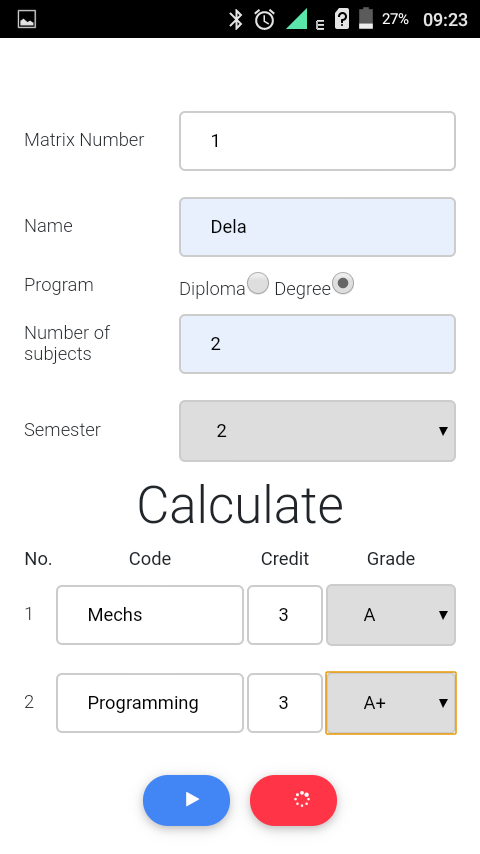 27% 09:23
Matrix Number 1
Name Dela
Program Diploma Degree
Number of subjects 2
Semester 2
Calculate
No. Code Credit Grade
1 Mechs 3 A
2 Programming 3 A+